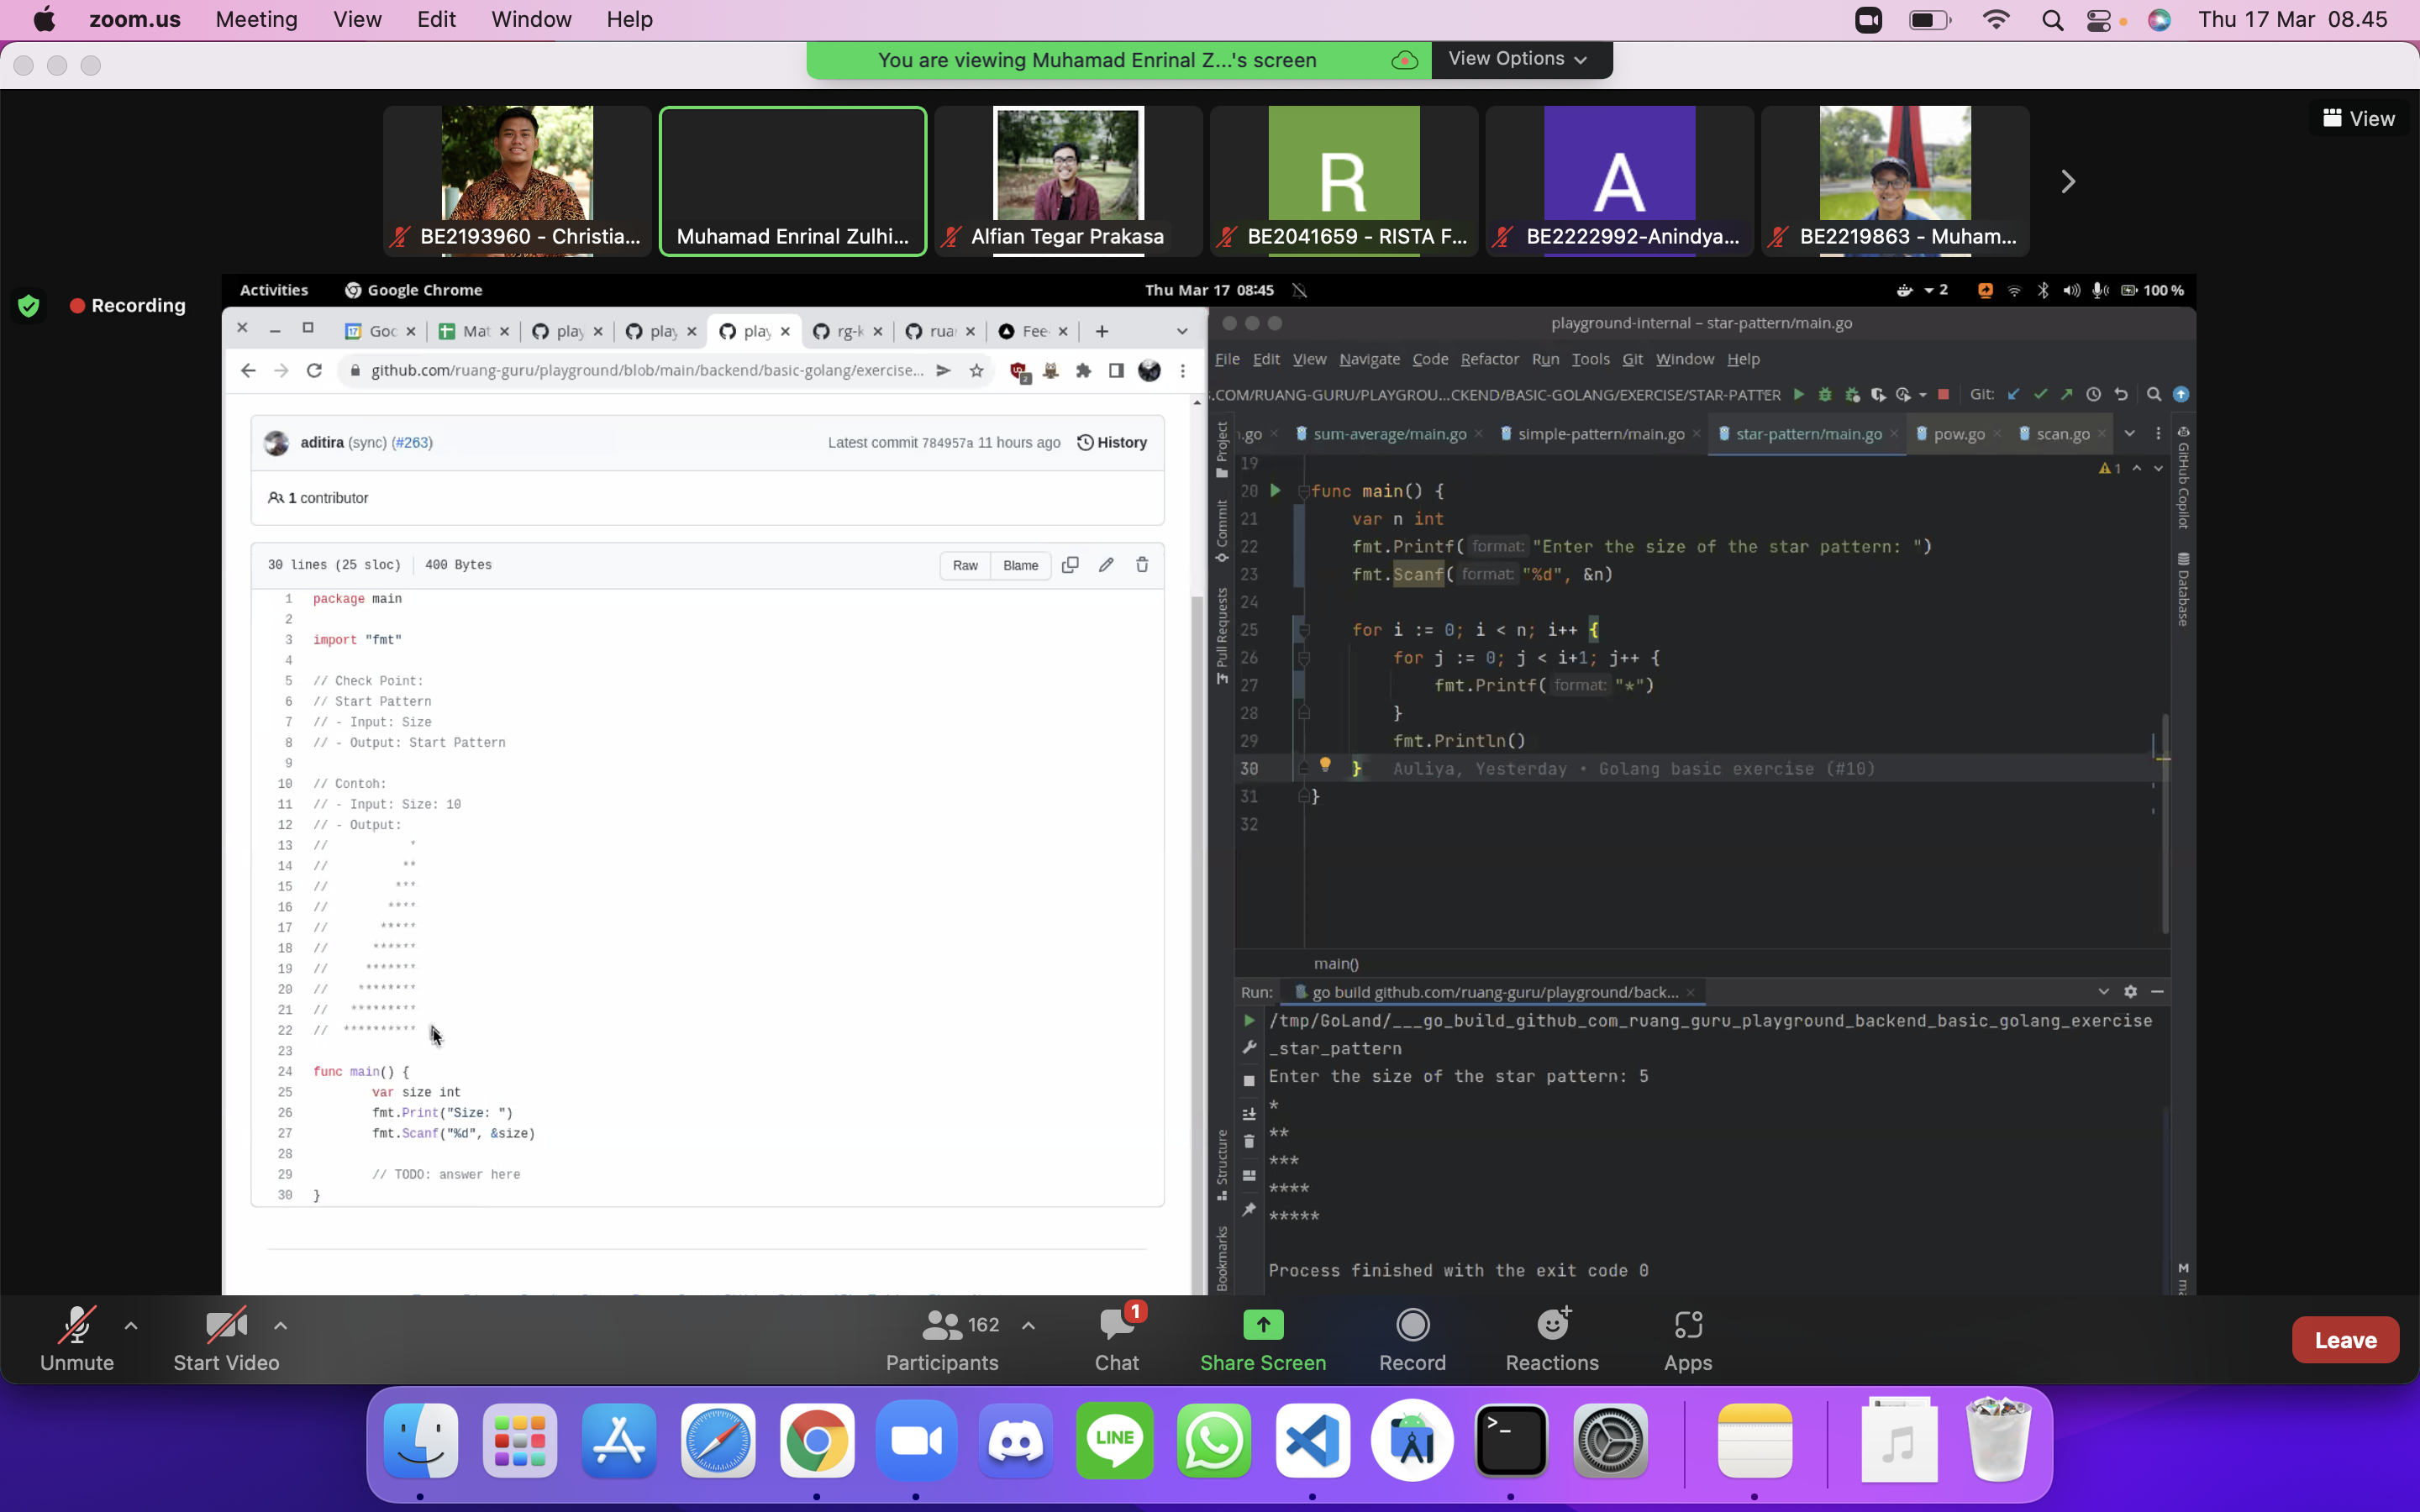 zoom.us Meeting View Edit Window Help Thu 17 Mar 08.45
You are viewing Muhamad Enrinal Z...'s screen View Options
View
BE2193960 - Christia...
Muhamad Enrinal Zulhi...
Alfian Tegar Prakasa
R
BE2041659 - RISTA F...
A
BE2222992-Anindya...
BE2219863 - Muham...
Recording
Activities Google Chrome Thu Mar 17 08:45 2 100 %
Mat play play play rg-k Fee
github.com/ruang-guru/playground/blob/main/backend/basic-golang/exercise...
aditira (sync) (#263) Latest commit 784957a 11 hours ago History
1 contributor
30 lines (25 sloc) 400 Bytes Raw Blame
1 package main
2
3 import "fmt"
4
5 // Check Point:
6 // Start Pattern
7 // - Input: Size
8 // - Output: Start Pattern
9
10 // Contoh:
11 // - Input: Size: 10
12 // - Output:
13 // *
14 // **
15 // ***
16 // ****
17 // *****
18 // ******
19 // *******
20 // ********
21 // *********
22 // **********
23
24 func main() {
25 var size int
26 fmt.Print("Size: ")
27 fmt.Scanf("%d", &size)
28
29 // TODO: answer here
30 }
playground-internal – star-pattern/main.go
File Edit View Navigate Code Refactor Run Tools Git Window Help
.COM/RUANG-GURU/PLAYGROU...CKEND/BASIC-GOLANG/EXERCISE/STAR-PATTER Git:
.go sum-average/main.go simple-pattern/main.go star-pattern/main.go pow.go scan.go
Project
Commit
Pull Requests
Structure
Bookmarks
GitHub Copilot
Database
1
19
20 func main() {
21 var n int
22 fmt.Printf( format: "Enter the size of the star pattern: ")
23 fmt.Scanf( format: "%d", &n)
24
25 for i := 0; i < n; i++ {
26 for j := 0; j < i+1; j++ {
27 fmt.Printf( format: "*")
28 }
29 fmt.Println()
30 } Auliya, Yesterday • Golang basic exercise (#10)
31 }
32
main()
Run: go build github.com/ruang-guru/playground/back...
/tmp/GoLand/___go_build_github_com_ruang_guru_playground_backend_basic_golang_exercise
_star_pattern
Enter the size of the star pattern: 5
*
**
***
****
*****
Process finished with the exit code 0
Unmute Start Video 162 Participants 1 Chat Share Screen Record Reactions Apps Leave
LINE